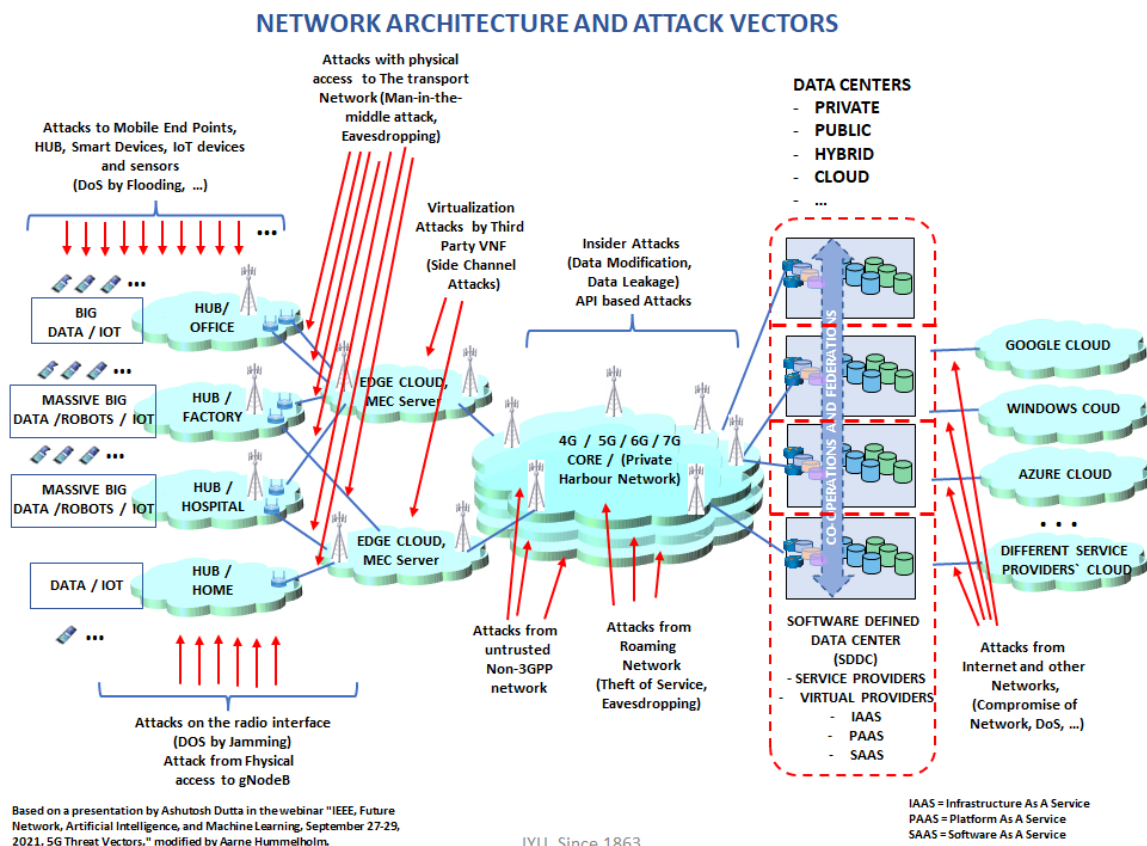 NETWORK ARCHITECTURE AND ATTACK VECTORS
Attacks with physical
access to The transport
Network (Man-in-the-
middle attack,
Eavesdropping)
DATA CENTERS
- PRIVATE
- PUBLIC
- HYBRID
- CLOUD
- ...
Attacks to Mobile End Points,
HUB, Smart Devices, IoT devices
and sensors
(DoS by Flooding, ...)
...
Virtualization
Attacks by Third
Party VNF
(Side Channel
Attacks)
Insider Attacks
(Data Modification,
Data Leakage)
API based Attacks
...
BIG
DATA / IOT
HUB/
OFFICE
...
MASSIVE BIG
DATA /ROBOTS / IOT
HUB /
FACTORY
...
MASSIVE BIG
DATA /ROBOTS / IOT
HUB /
HOSPITAL
DATA / IOT
HUB /
HOME
...
EDGE CLOUD,
MEC Server
EDGE CLOUD,
MEC Server
4G / 5G / 6G / 7G
CORE / (Private
Harbour Network)
CO-OPERATIONS AND FEDERATIONS
GOOGLE CLOUD
WINDOWS COUD
AZURE CLOUD
...
DIFFERENT SERVICE
PROVIDERS` CLOUD
Attacks on the radio interface
(DOS by Jamming)
Attack from Fhysical
access to gNodeB
Attacks from
untrusted
Non-3GPP
network
Attacks from
Roaming
Network
(Theft of Service,
Eavesdropping)
SOFTWARE DEFINED
DATA CENTER
(SDDC)
- SERVICE PROVIDERS
- VIRTUAL PROVIDERS
- IAAS
- PAAS
- SAAS
Attacks from
Internet and other
Networks,
(Compromise of
Network, DoS, ...)
Based on a presentation by Ashutosh Dutta in the webinar "IEEE, Future
Network, Artificial Intelligence, and Machine Learning, September 27-29,
2021, 5G Threat Vectors," modified by Aarne Hummelholm.
JYU. Since 1863.
IAAS = Infrastructure As A Service
PAAS = Platform As A Service
SAAS = Software As A Service